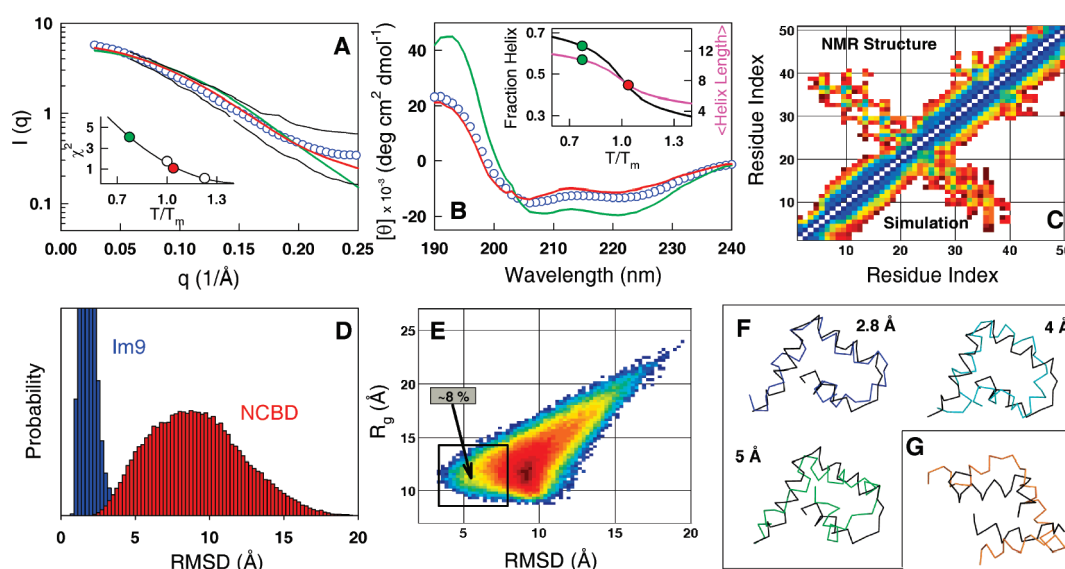 A
I (q)
10
1
0.1
0.00 0.05 0.10 0.15 0.20 0.25
q (1/Å)
χ²
5
3
1
0.7 1.0 1.3
T/Tm
B
[θ] x 10⁻³ (deg cm² dmol⁻¹)
40
20
0
-20
190 200 210 220 230 240
Wavelength (nm)
Fraction Helix
0.7
0.5
0.3
12
8
4
<Helix Length>
0.7 1.0
T/Tm
C
NMR Structure
Simulation
Residue Index
50
40
30
20
10
10 20 30 40 50
Residue Index
D
Im9
NCBD
Probability
0 5 10 15 20
RMSD (Å)
E
~8 %
Rg (Å)
25
20
15
10
5 10 15 20
RMSD (Å)
F
2.8 Å
4 Å
5 Å
G